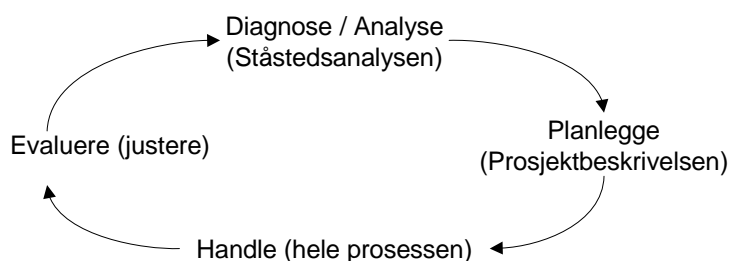 Diagnose / Analyse
(Ståstedsanalysen)
Planlegge
(Prosjektbeskrivelsen)
Evaluere (justere)
Handle (hele prosessen)